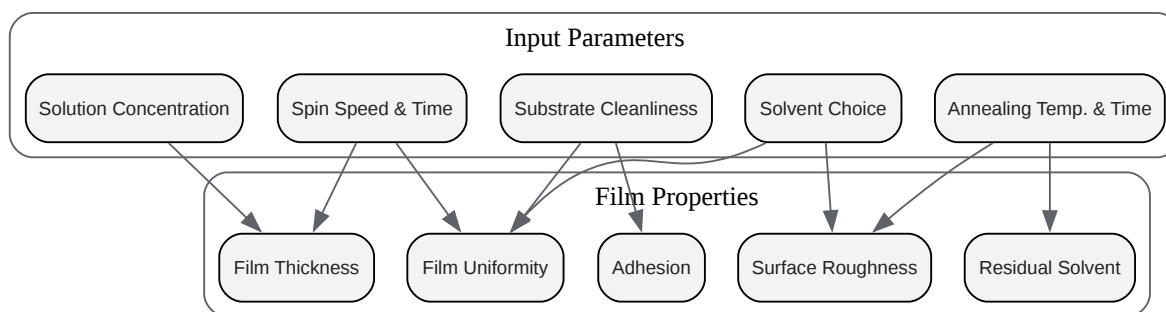 Input Parameters
Solution Concentration
Spin Speed & Time
Substrate Cleanliness
Solvent Choice
Annealing Temp. & Time
Film Properties
Film Thickness
Film Uniformity
Adhesion
Surface Roughness
Residual Solvent